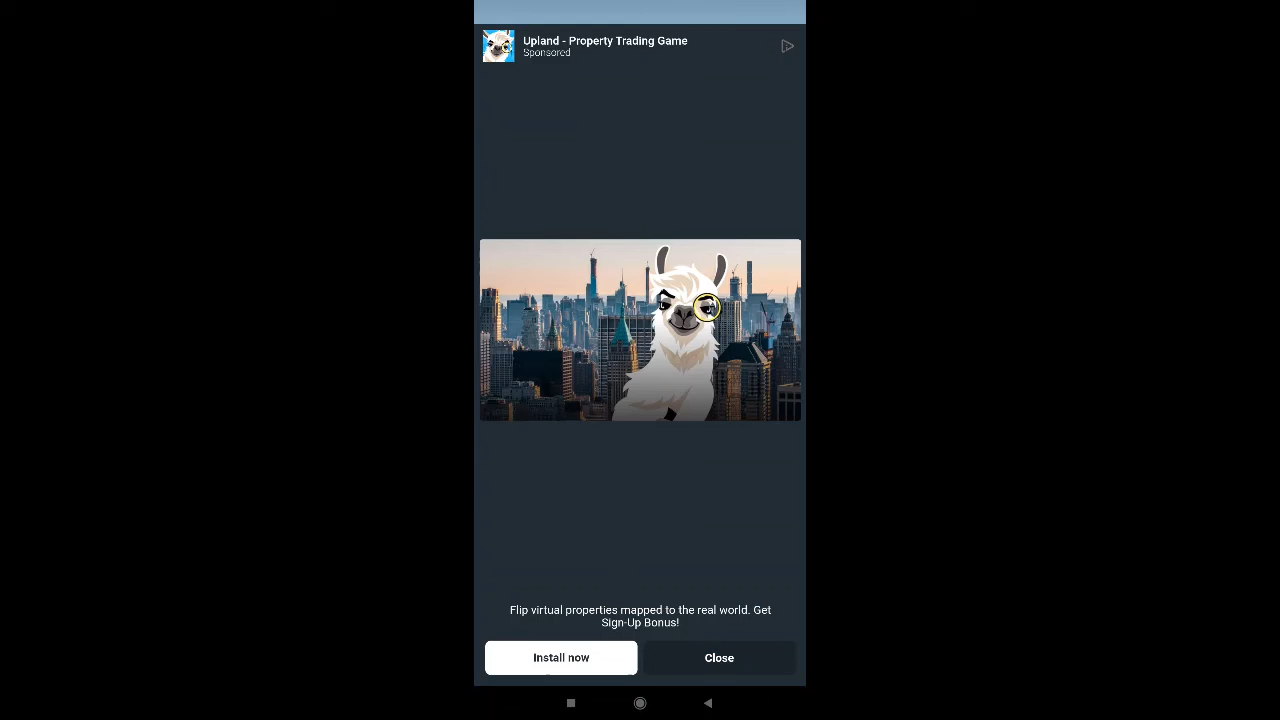 Upland - Property Trading Game
Sponsored
Flip virtual properties mapped to the real world. Get
Sign-Up Bonus!
Install now
Close